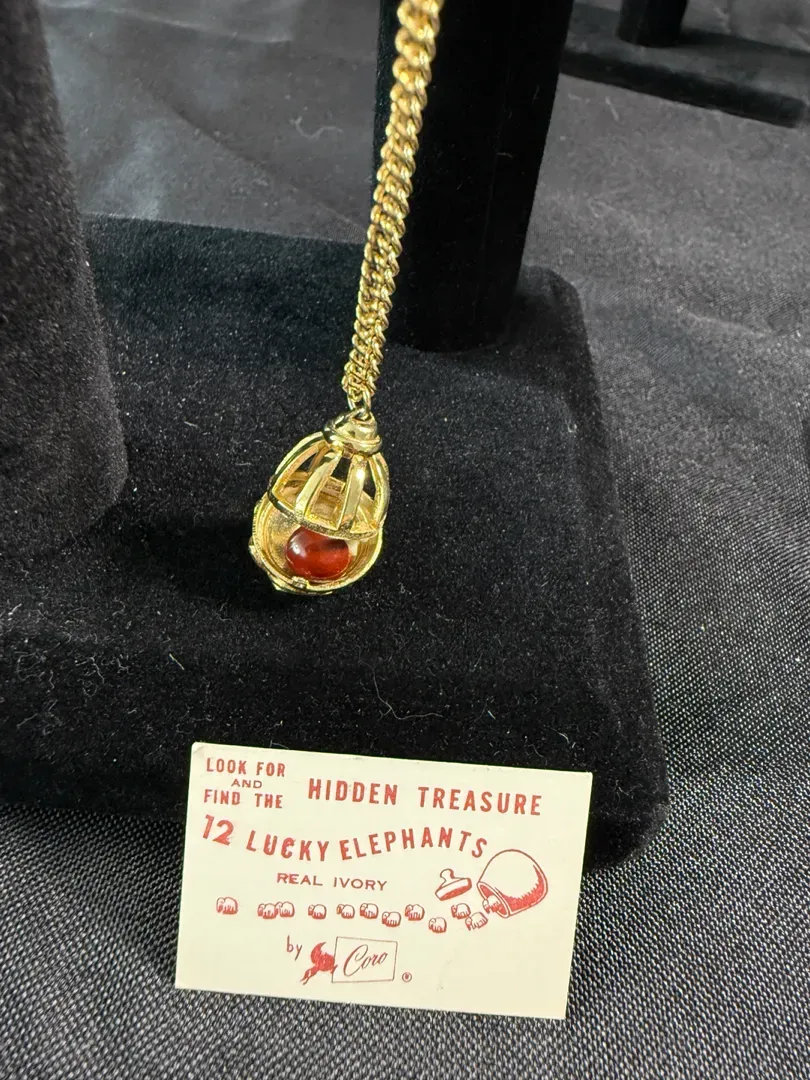 LOOK FOR
AND
FIND THE
HIDDEN TREASURE
12 LUCKY ELEPHANTS
REAL IVORY
by Coro ®